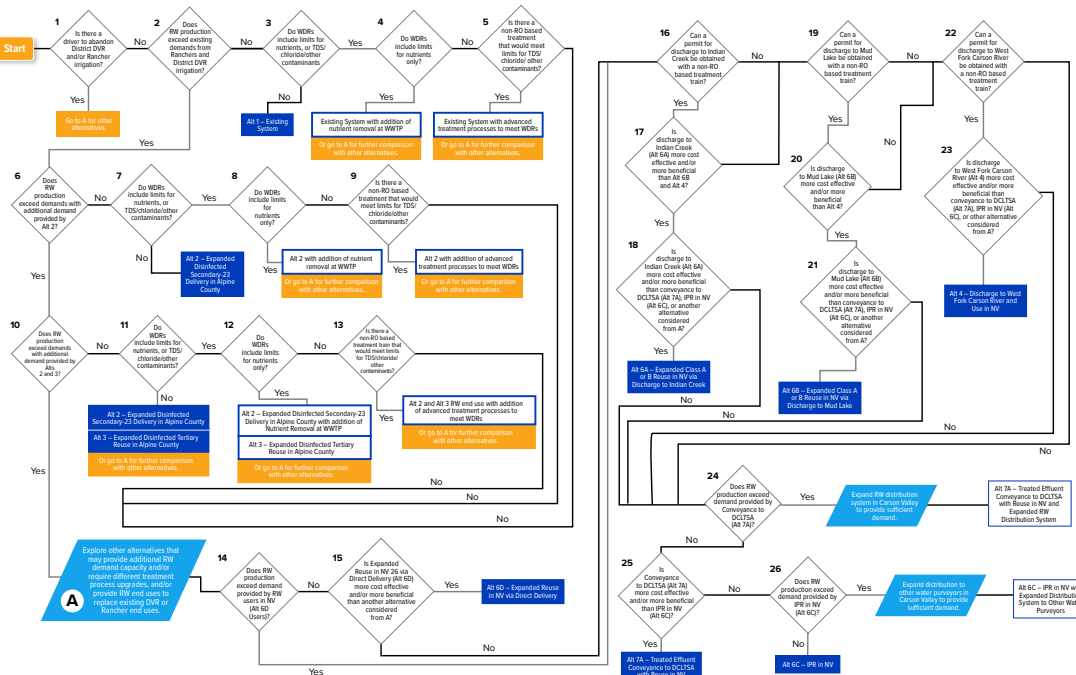 Start
1
Is there a
driver to abandon
District DVR
and/or Rancher
irrigation?
No
Yes
Go to A for other
alternatives.
2
Does
RW production
exceed existing
demands from
Ranchers and
District DVR
irrigation?
No
Yes
3
Do WDRs
include limits for
nutrients, or TDS/
chloride/other
contaminants
Yes
No
Alt 1 – Existing
System
4
Do WDRs
include limits
for nutrients
only?
No
Yes
Existing System with addition of
nutrient removal at WWTP
Or go to A for further comparison
with other alternatives.
5
Is there a
non-RO based
treatment
that would meet
limits for TDS/
chloride/ other
contaminants?
No
Yes
Existing System with advanced
treatment processes to meet WDRs
Or go to A for further comparison
with other alternatives.
6
Does
RW
production
exceed demands with
additional demand
provided by
Alt 2?
No
Yes
7
Do WDRs
include limits for
nutrients, or
TDS/chloride/other
contaminants?
Yes
No
Alt 2 – Expanded
Disinfected
Secondary-23
Delivery in Alpine
County
8
Do WDRs
include limits
for
nutrients
only?
No
Yes
Alt 2 with addition of nutrient
removal at WWTP
Or go to A for further comparison
with other alternatives.
9
Is there a
non-RO based
treatment that would
meet limits for TDS/
chloride/other
contaminants?
No
Yes
Alt 2 with addition of advanced
treatment processes to meet WDRs
Or go to A for further comparison
with other alternatives.
10
Does RW
production
exceed demands
with additional
demand provided by
Alts
2 and 3?
No
Yes
11
Do
WDRs
include limits for
nutrients, or TDS/
chloride/other
contaminants?
Yes
No
Alt 2 – Expanded Disinfected
Secondary-23 Delivery in Alpine County
Alt 3 – Expanded Disinfected Tertiary
Reuse in Alpine County
Or go to A for further comparison
with other alternatives.
12
Do
WDRs
include limits
for nutrients
only?
No
Yes
Alt 2 – Expanded Disinfected Secondary-23
Delivery in Alpine County with addition of
Nutrient Removal at WWTP
Alt 3 – Expanded Disinfected Tertiary
Reuse in Alpine County
Or go to A for further comparison
with other alternatives.
13
Is there a
non-RO based
treatment train that
would meet limits
for TDS/chloride/
other
contaminants?
No
Yes
Alt 2 and Alt 3 RW end use with addition
of advanced treatment processes to
meet WDRs
Or go to A for further comparison
with other alternatives.
No
Explore other alternatives that
may provide additional RW
demand capacity and/or
require different treatment
process upgrades, and/or
provide RW end uses to
replace existing DVR or
Rancher end uses.
A
14
Does RW
production
exceed demand
provided by RW
users in NV
(Alt 6D
Users)?
No
Yes
15
Is Expanded
Reuse in NV 26 via
Direct Delivery (Alt 6D)
more cost effective
and/or more beneficial
than another alternative
considered
from A?
Yes
No
Alt 6D – Expanded Reuse
in NV via Direct Delivery
16
Can a
permit for
discharge to Indian
Creek be obtained
with a non-RO
based treatment
train?
No
Yes
17
Is
discharge to
Indian Creek
(Alt 6A) more cost
effective and/or
more beneficial
than Alt 6B
and Alt 4?
Yes
18
Is
discharge to
Indian Creek (Alt 6A)
more cost effective
and/or more beneficial
than conveyance to
DCLTSA (Alt 7A), IPR in NV
(Alt 6C), or another
alternative
considered
from A?
Yes
No
Alt 6A – Expanded Class A
or B Reuse in NV via
Discharge to Indian Creek
19
Can a
permit for
discharge to Mud
Lake be obtained with
a non-RO based
treatment
train?
No
Yes
20
Is
discharge
to Mud Lake (Alt 6B)
more cost effective
and/or more
beneficial
than Alt 4?
No
Yes
21
Is
discharge to
Mud Lake (Alt 6B)
more cost effective
and/or more beneficial
than conveyance to
DCLTSA (Alt 7A), IPR in NV
(Alt 6C), or another
alternative
considered
from A?
Yes
No
Alt 6B – Expanded Class A
or B Reuse in NV via
Discharge to Mud Lake
22
Can a
permit for
discharge to West
Fork Carson River
be obtained with
a non-RO based
treatment
train?
Yes
No
23
Is discharge
to West Fork Carson
River (Alt 4) more cost
effective and/or more
beneficial than
conveyance to DCLTSA
(Alt 7A), IPR in NV (Alt
6C), or other alternative
considered
from A?
No
Alt 4 – Discharge to West
Fork Carson River and
Use in NV
24
Does RW
production exceed
demand provided by
Conveyance to
DCLTSA
(Alt 7A)?
Yes
No
Expand RW distribution
system in Carson Valley
to provide sufficient
demand.
Alt 7A – Treated Effluent
Conveyance to DCLTSA
with Reuse in NV and
Expanded RW
Distribution System
25
Is
Conveyance
to DCLTSA (Alt 7A)
more cost effective
and/or more beneficial
than IPR in NV
(Alt 6C)?
No
Yes
Alt 7A – Treated Effluent
Conveyance to DCLTSA
with Reuse in NV
26
Does RW
production exceed
demand provided by
IPR in NV
(Alt 6C)?
Yes
No
Alt 6C – IPR in NV
Expand distribution to
other water purveyors in
Carson Valley to provide
sufficient demand.
Alt 6C – IPR in NV w
Expanded Distributi
System to Other Wat
Purveyors